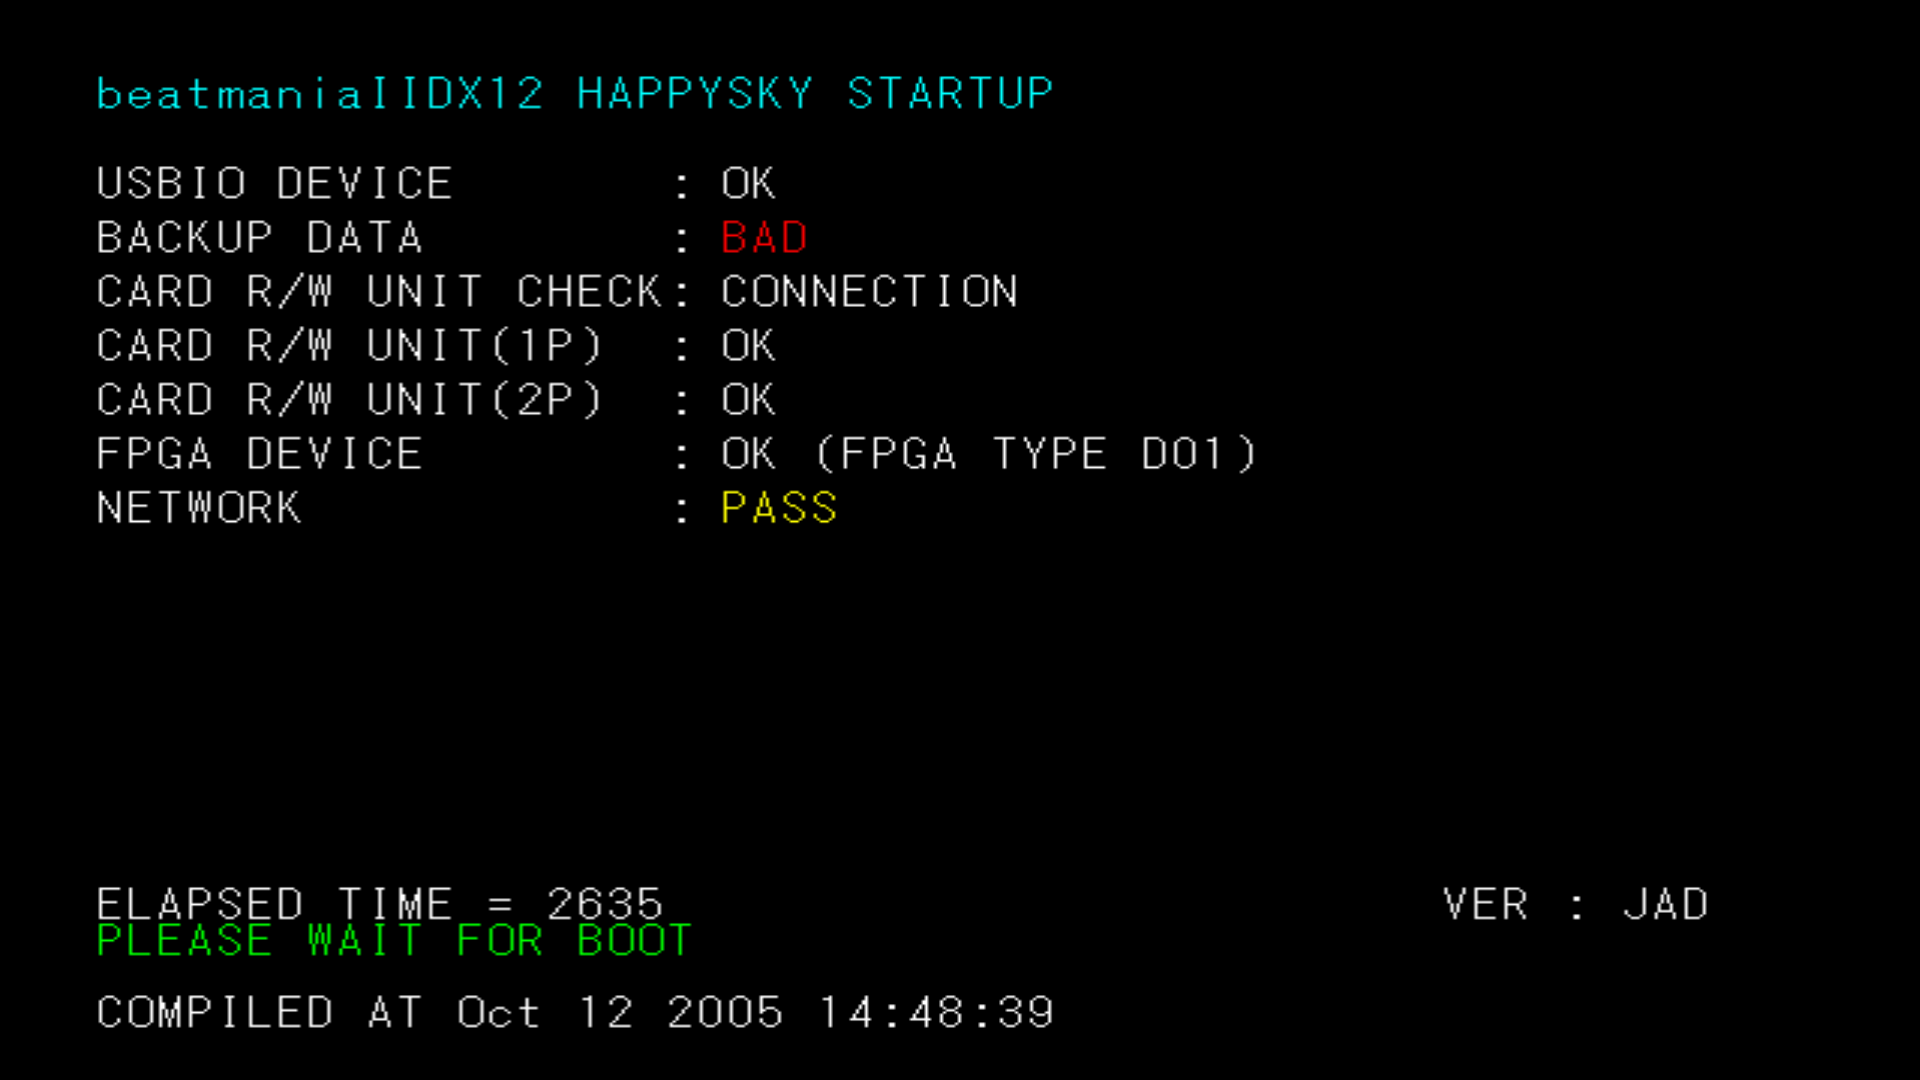 beatmaniaIIDX12 HAPPYSKY STARTUP
USBIO DEVICE : OK
BACKUP DATA : BAD
CARD R/W UNIT CHECK: CONNECTION
CARD R/W UNIT(1P) : OK
CARD R/W UNIT(2P) : OK
FPGA DEVICE : OK (FPGA TYPE D01)
NETWORK : PASS
ELAPSED TIME = 2635 VER : JAD
PLEASE WAIT FOR BOOT
COMPILED AT Oct 12 2005 14:48:39